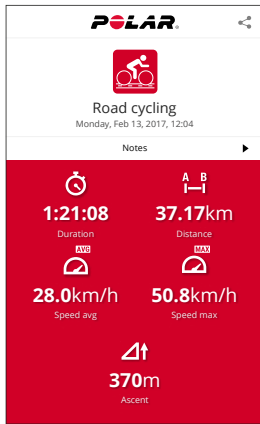 POLAR.
Road cycling
Monday, Feb 13, 2017, 12:04
Notes
A B
1:21:08 37.17km
Duration Distance
AVG MAX
28.0km/h 50.8km/h
Speed avg Speed max
370m
Ascent